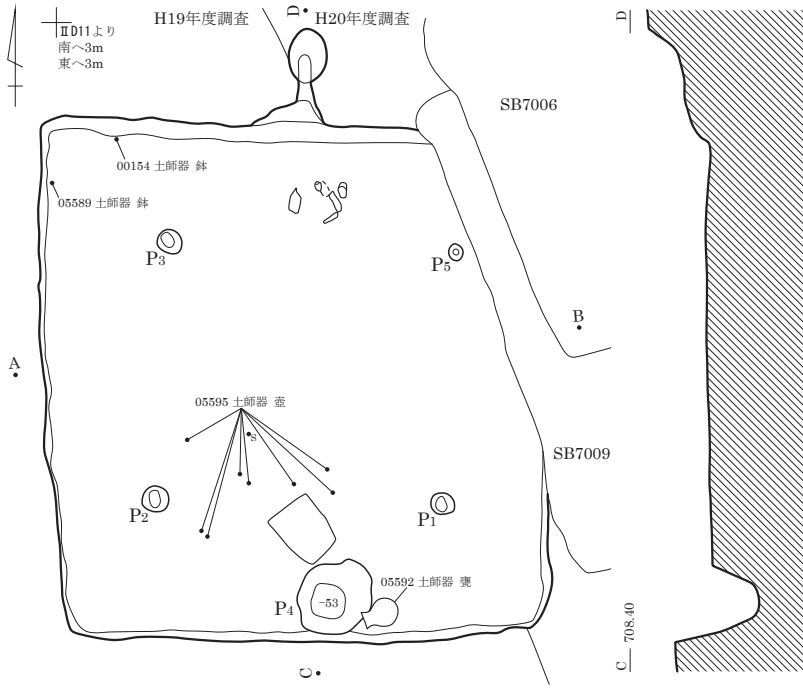 H19年度調査
D
H20年度調査
D
ⅡD11より
南へ3m
東へ3m
SB7006
00154 土師器 鉢
05589 土師器 鉢
P3
P5
B
A
05595 土師器 壺
S
SB7009
P2
P1
05592 土師器 甕
P4
-53
C
C
708.40